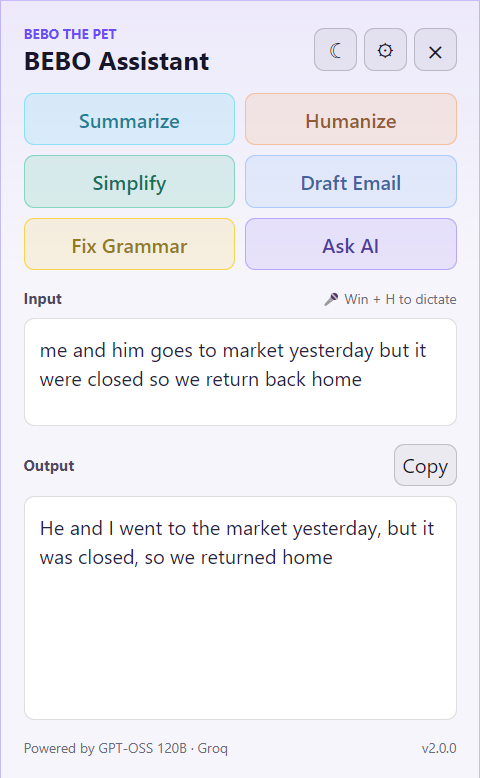 BEBO THE PET
BEBO Assistant
Summarize
Humanize
Simplify
Draft Email
Fix Grammar
Ask AI
Input
Win + H to dictate
me and him goes to market yesterday but it
were closed so we return back home
Output
Copy
He and I went to the market yesterday, but it
was closed, so we returned home
Powered by GPT-OSS 120B · Groq
v2.0.0